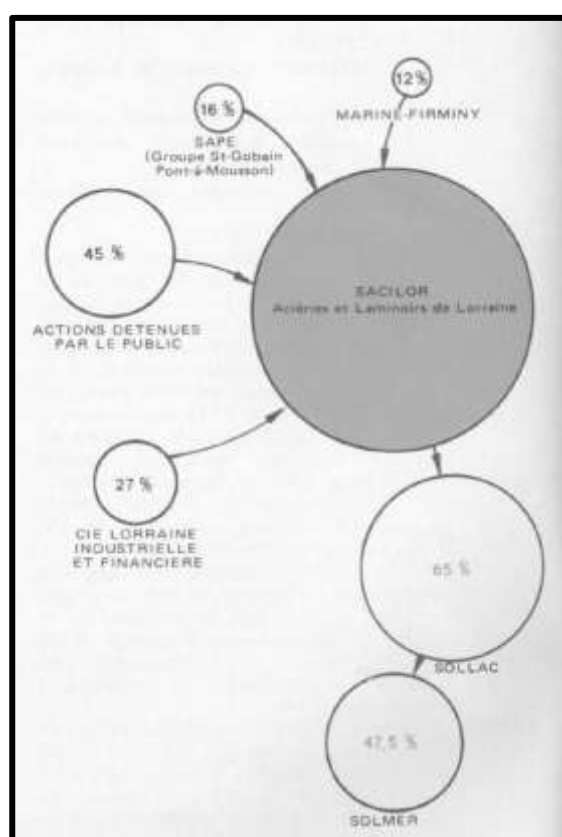 12 %
MARINE-FIRMINY
16 %
SAPE
(Groupe St-Gobain
Pont-à-Mousson)
45 %
ACTIONS DETENUES
PAR LE PUBLIC
SACILOR
Aciéries et Laminoirs de Lorraine
27 %
CIE LORRAINE
INDUSTRIELLE
ET FINANCIERE
65 %
SOLLAC
47,5 %
SOLMER